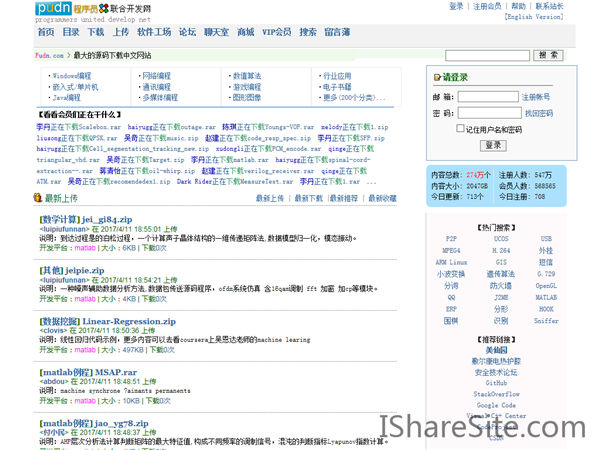 pudn 程序员 联合开发网
programmers united develop net
登录 | 注册会员 | 帮助 | 联系站长
[English Version]
首页 目录 下载 上传 软件工场 论坛 聊天室 商城 VIP会员 搜索 留言薄
Pudn.com > 最大的源码下载中文网站
搜 索
· Windows编程 · 网络编程 · 数值算法 · 行业应用
· 嵌入式/单片机 · 通讯编程 · 游戏编程 · 电子书籍
· Java编程 · 多媒体编程 · 图形图像 · 更多(200个分类)...
【看看会员们正在干什么】
李丹正在下载Scalebox.rar haiyugg正在下载outage.rar 陈琪正在下载Youngs-VOF.rar melody正在下载1.zip
liusong正在下载QPSK.rar 吴奇正在下载music.zip 赵建正在下载code_resp_spec.zip 李丹正在下载SFF.zip
haiyugg正在下载Cell_segmentation_tracking_new.zip xudongli正在下载PCM_encode.rar qinge正在下载
triangular_vhd.rar 吴奇正在下载Target.zip 李丹正在下载matlab.rar haiyugg正在下载spinal-cord-
extraction--.rar 蒋清怡正在下载oil-whirp.zip 赵建正在下载verilog_receiver.rar qinge正在下载
ATM.rar 吴奇正在下载recomendedex1.zip Dark Rider正在下载MeasureTest.rar 李丹正在下载1.rar ...
最新上传
最新上传 | 最新下载 | 最新推荐 | 最新收藏
[数学计算] jei_gi84.zip
<luipiufunnan> 在 2017/4/11 18:55:01 上传
说明: 到达过程是的白松过程，一个计算声子晶体结构的一维传递矩阵法, 数据模型归一化，模态振动。
开发平台: matlab | 大小: 6KB | 下载0次
[其他] jeipie.zip
<luipiufunnan> 在 2017/4/11 18:54:21 上传
说明: 一种噪声辅助数据分析方法, 数据包传送源码程序，ofdm系统仿真 含16qam调制 fft 加密 加cp等模块。
开发平台: matlab | 大小: 4KB | 下载0次
[数据挖掘] Linear-Regression.zip
<clovis> 在 2017/4/11 18:50:36 上传
说明: 线性回归代码示例, 更多内容可以去看coursera上吴恩达老师的machine learing
开发平台: matlab | 大小: 497KB | 下载0次
[matlab例程] MSAP.rar
<abdou> 在 2017/4/11 18:48:51 上传
说明: machine synchrone ?aimants permanents
开发平台: matlab | 大小: 10KB | 下载0次
[matlab例程] jao_vg78.zip
<付小民> 在 2017/4/11 18:48:37 上传
说明: AHP层次分析法计算判断矩阵的最大特征值, 构成不同频率的调制信号, 混沌的判断指标Lyapunov指数计算。
请登录
邮 箱: 注册帐号
密 码: 找回密码
记住用户名和密码
登录
内容总数: 274万个 注册人数: 547万
内容大小: 2047GB 会员人数: 568565
今日更新: 713个 今日注册: 708
【热门搜索】
P2P UCOS USB
MPEG4 H.264 外挂
ARM Linux GIS 短信
小波变换 遗传算法 G.729
分词 防火墙 OpenGL
QQ J2ME MATLAB
ERP 分形 HOOK
围棋 识别 Sniffer
【推荐链接】
美仙园
敷尔康电热护膝
安全技术论坛
GitHub
StackOverflow
Google Code
Visual C++ Center
CodeProject
CSDN
IShareSite.com